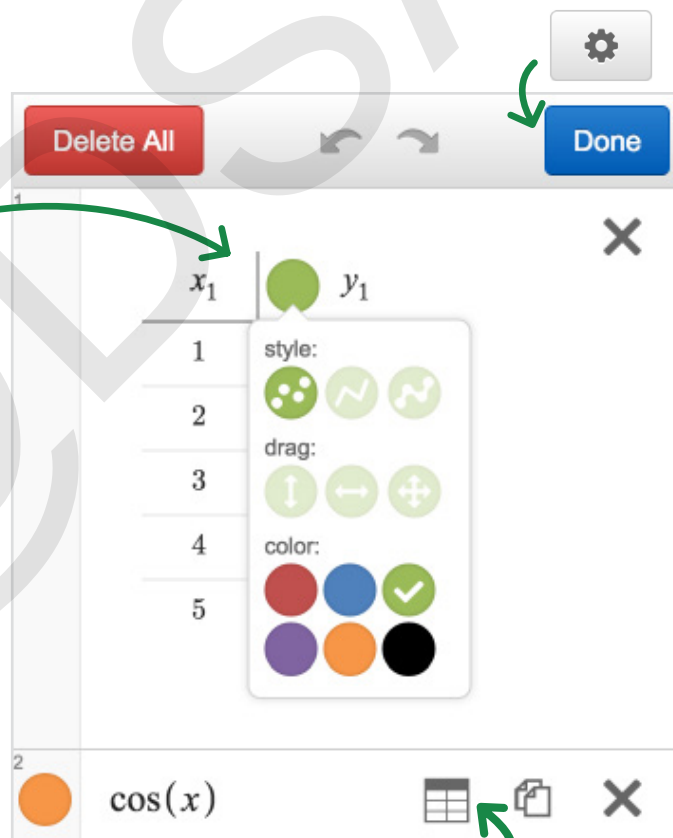 Delete All
Done
1
x₁ y₁
1
style:
2
drag:
3
4
color:
5
2
cos(x)